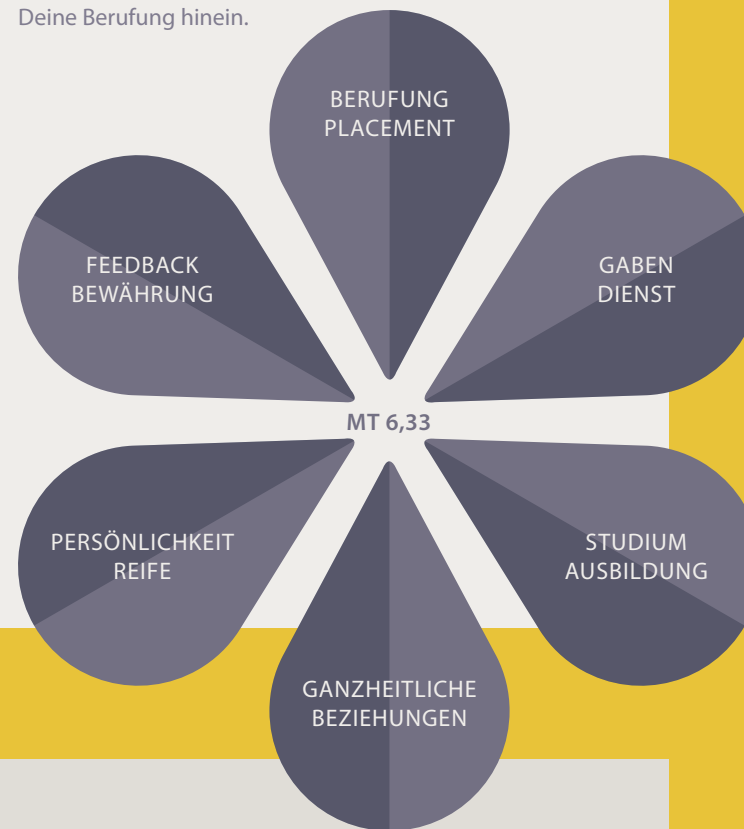 Deine Berufung hinein.
BERUFUNG
PLACEMENT
FEEDBACK
BEWÄHRUNG
GABEN
DIENST
MT 6,33
PERSÖNLICHKEIT
REIFE
STUDIUM
AUSBILDUNG
GANZHEITLICHE
BEZIEHUNGEN